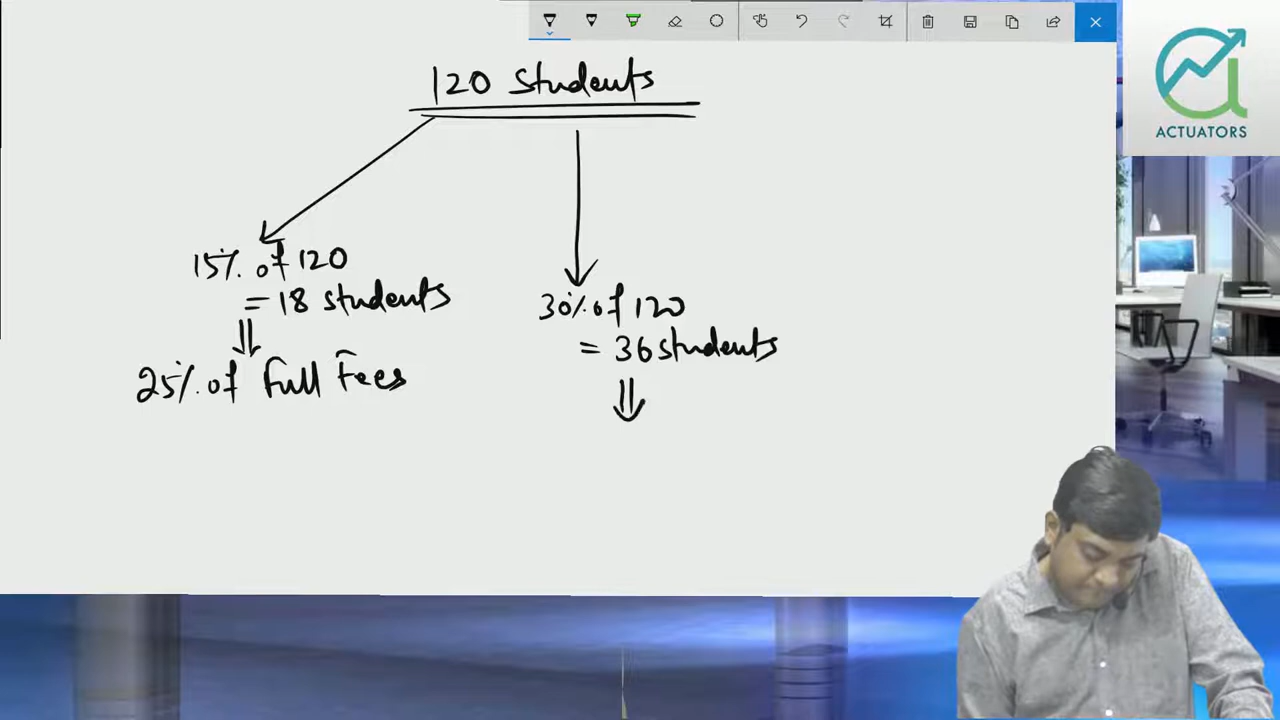 120 Students
15% of 120
= 18 students
25% of Full Fees
30% of 120
= 36 students
ACTUATORS